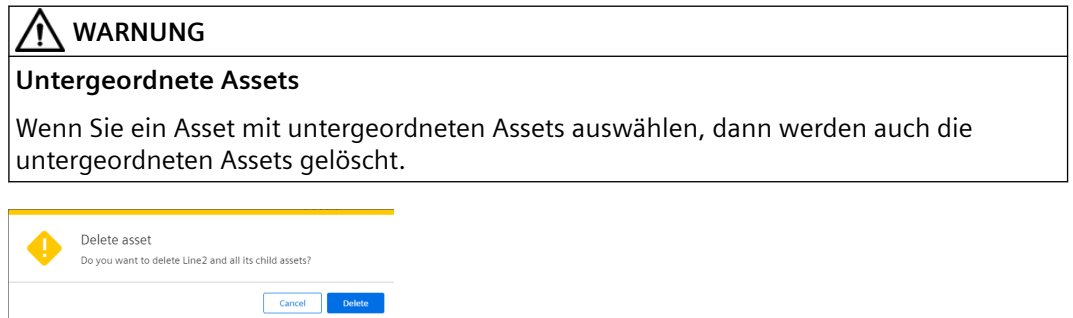 WARNUNG
Untergeordnete Assets
Wenn Sie ein Asset mit untergeordneten Assets auswählen, dann werden auch die
untergeordneten Assets gelöscht.
Delete asset
Do you want to delete Line2 and all its child assets?
Cancel Delete